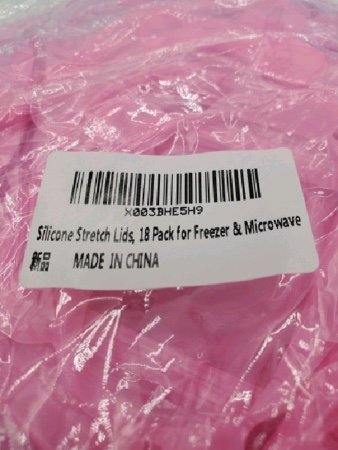 X003BHE5H9
Silicone Stretch Lids, 18 Pack for Freezer & Microwave
新品 MADE IN CHINA